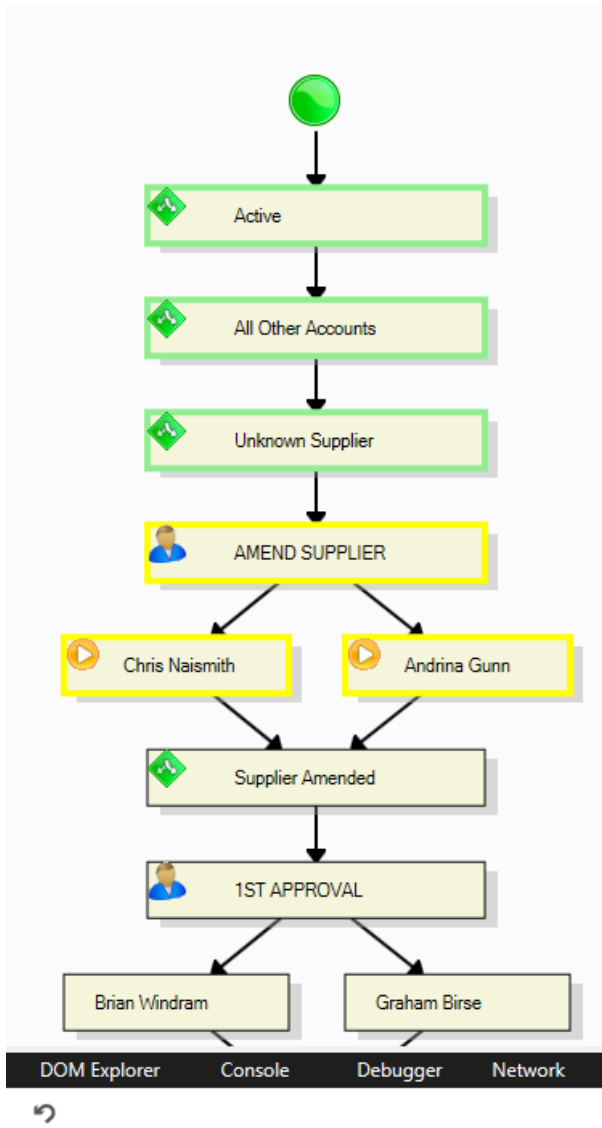 Active
All Other Accounts
Unknown Supplier
AMEND SUPPLIER
Chris Naismith
Andrina Gunn
Supplier Amended
1ST APPROVAL
Brian Windram
Graham Birse
DOM Explorer Console Debugger Network